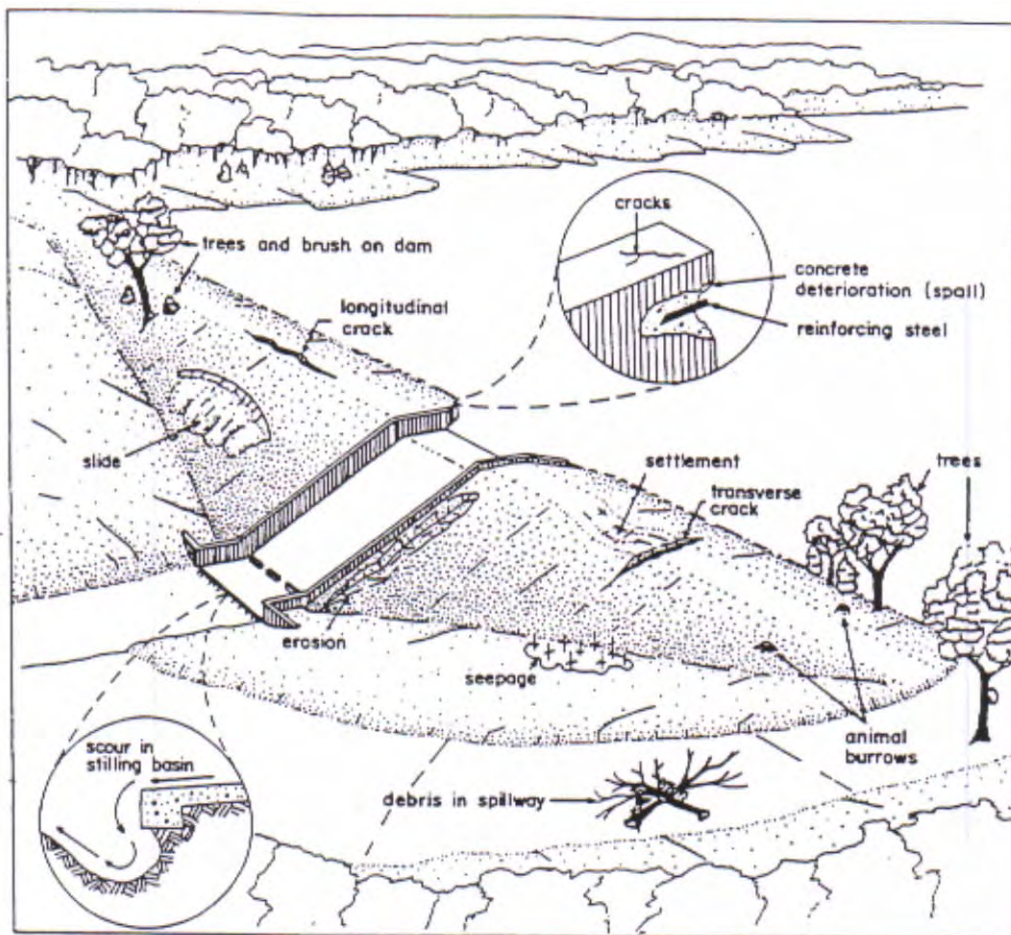 cracks
trees and brush on dam
concrete
deterioration (spall)
longitudinal
crack
reinforcing steel
slide
settlement
trees
transverse
crack
erosion
seepage
animal
burrows
scour in
stilling basin
debris in spillway